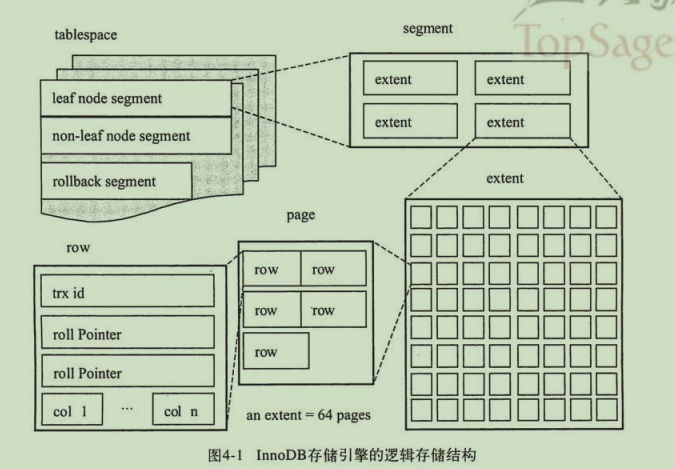 TopSage
tablespace
segment
leaf node segment
non-leaf node segment
rollback segment
extent
extent
extent
extent
extent
page
row
row
row
row
row
row
trx id
roll Pointer
roll Pointer
col 1 ... col n
an extent = 64 pages
图4-1 InnoDB存储引擎的逻辑存储结构